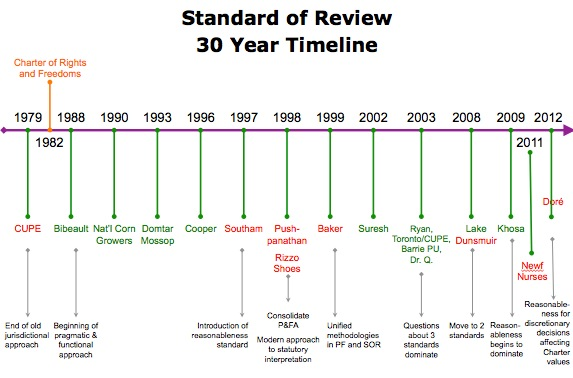 Standard of Review
30 Year Timeline
Charter of Rights
and Freedoms
1979 1988 1990 1993 1996 1997 1998 1999 2002 2003 2008 2009 2012
1982 2011
Doré
CUPE Bibeault Nat'l Corn Growers Domtar Mossop Cooper Southam Push-panathan Baker Suresh Ryan, Toronto/CUPE, Barrie PU, Dr. Q. Lake Dunsmuir Khosa
Rizzo
Shoes
Newf
Nurses
End of old
jurisdictional
approach
Beginning of
pragmatic &
functional
approach
Introduction of
reasonableness
standard
Consolidate
P&FA
Modern approach
to statutory
interpretation
Unified
methodologies
in PF and SOR
Questions
about 3
standards
dominate
Move to 2
standards
Reason-
ableness
begins to
dominate
Reasonable-
ness for
discretionary
decisions
affecting
Charter
values